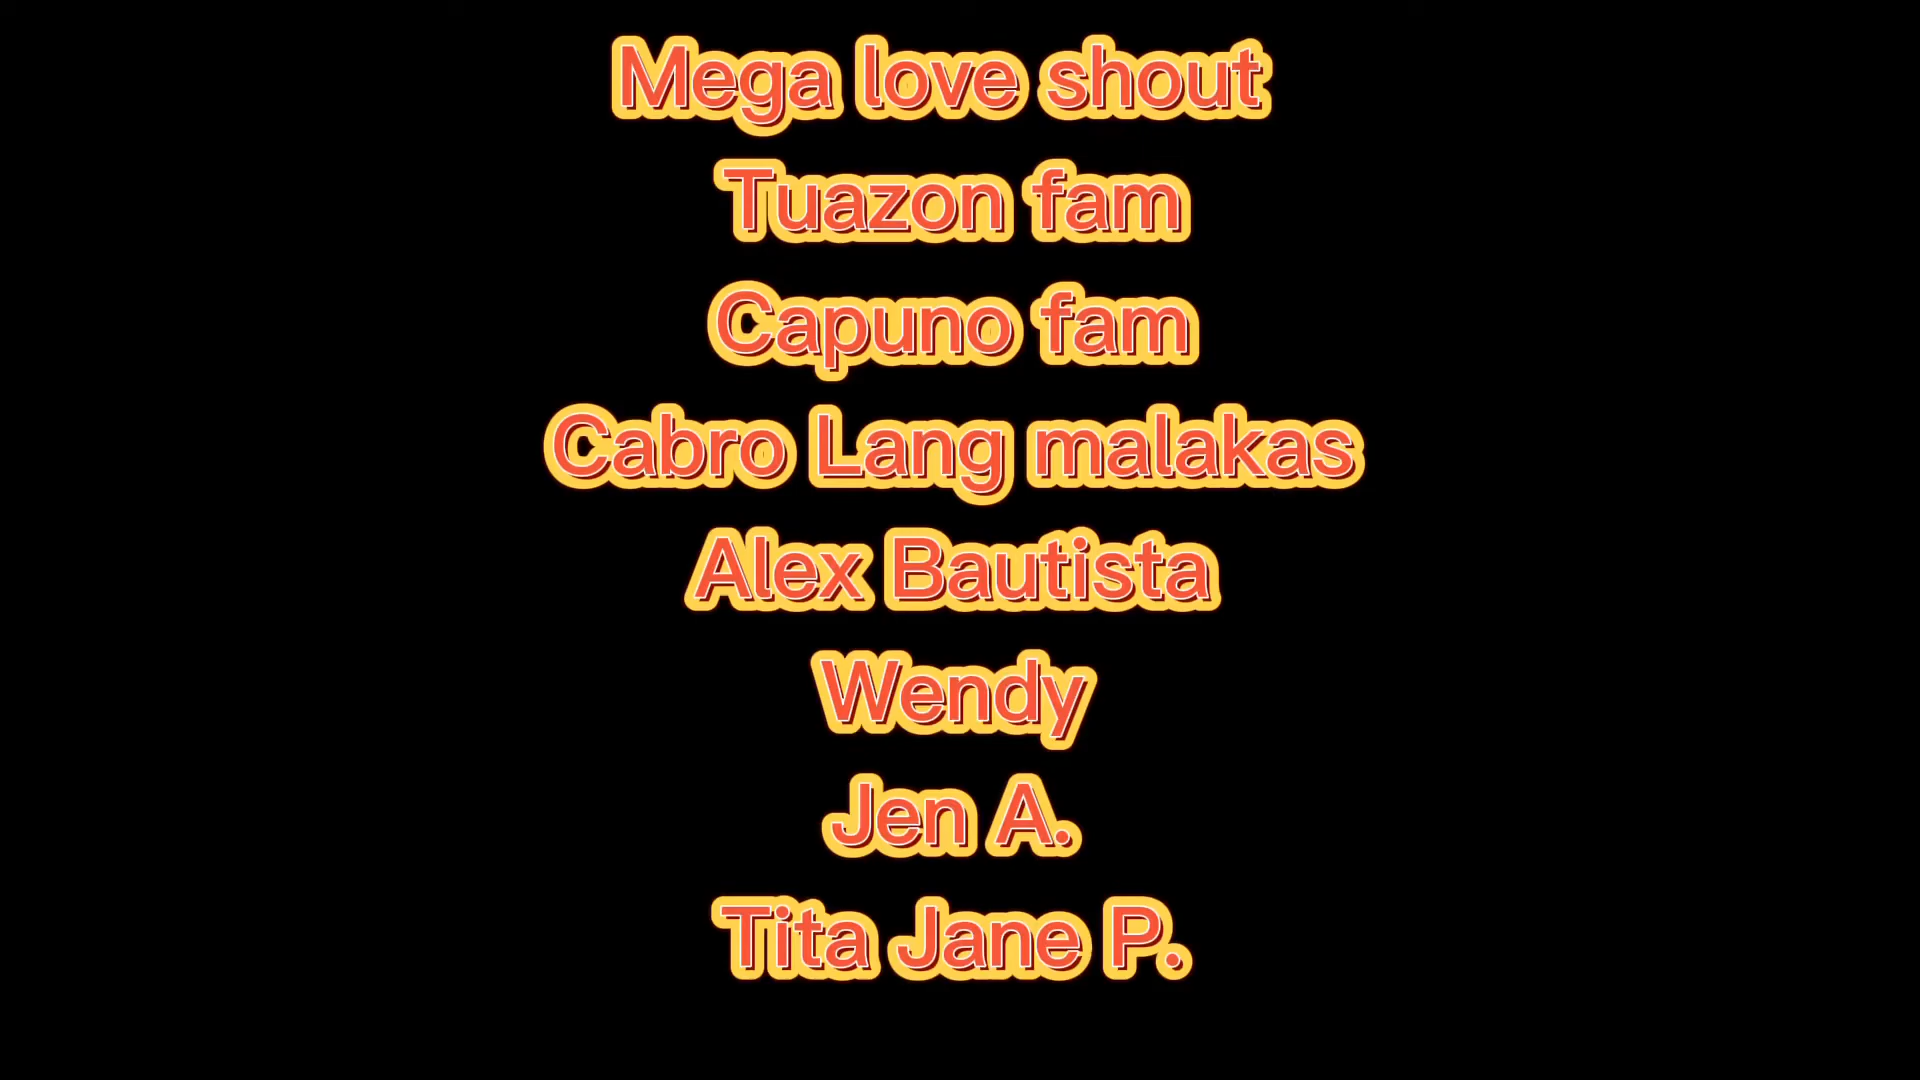 Mega love shout
Tuazon fam
Capuno fam
Cabro Lang malakas
Alex Bautista
Wendy
Jen A.
Tita Jane P.